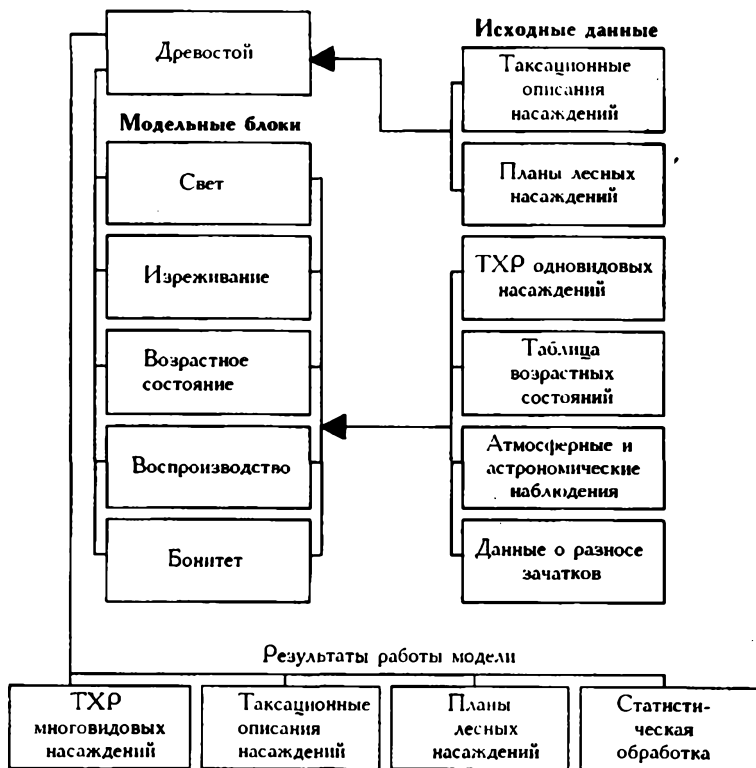 Древостой
Модельные блоки
Свет
Изреживание
Возрастное
состояние
Воспроизводство
Бонитет
Исходные данные
Таксационные
описания
насаждений
Планы лесных
насаждений
ТХР одновидовых
насаждений
Таблица
возрастных
состояний
Атмосферные и
астрономические
наблюдения
Данные о разносе
зачатков
Результаты работы модели
ТХР
многовидовых
насаждений
Таксационные
описания
насаждений
Планы
лесных
насаждений
Статисти-
ческая
обработка